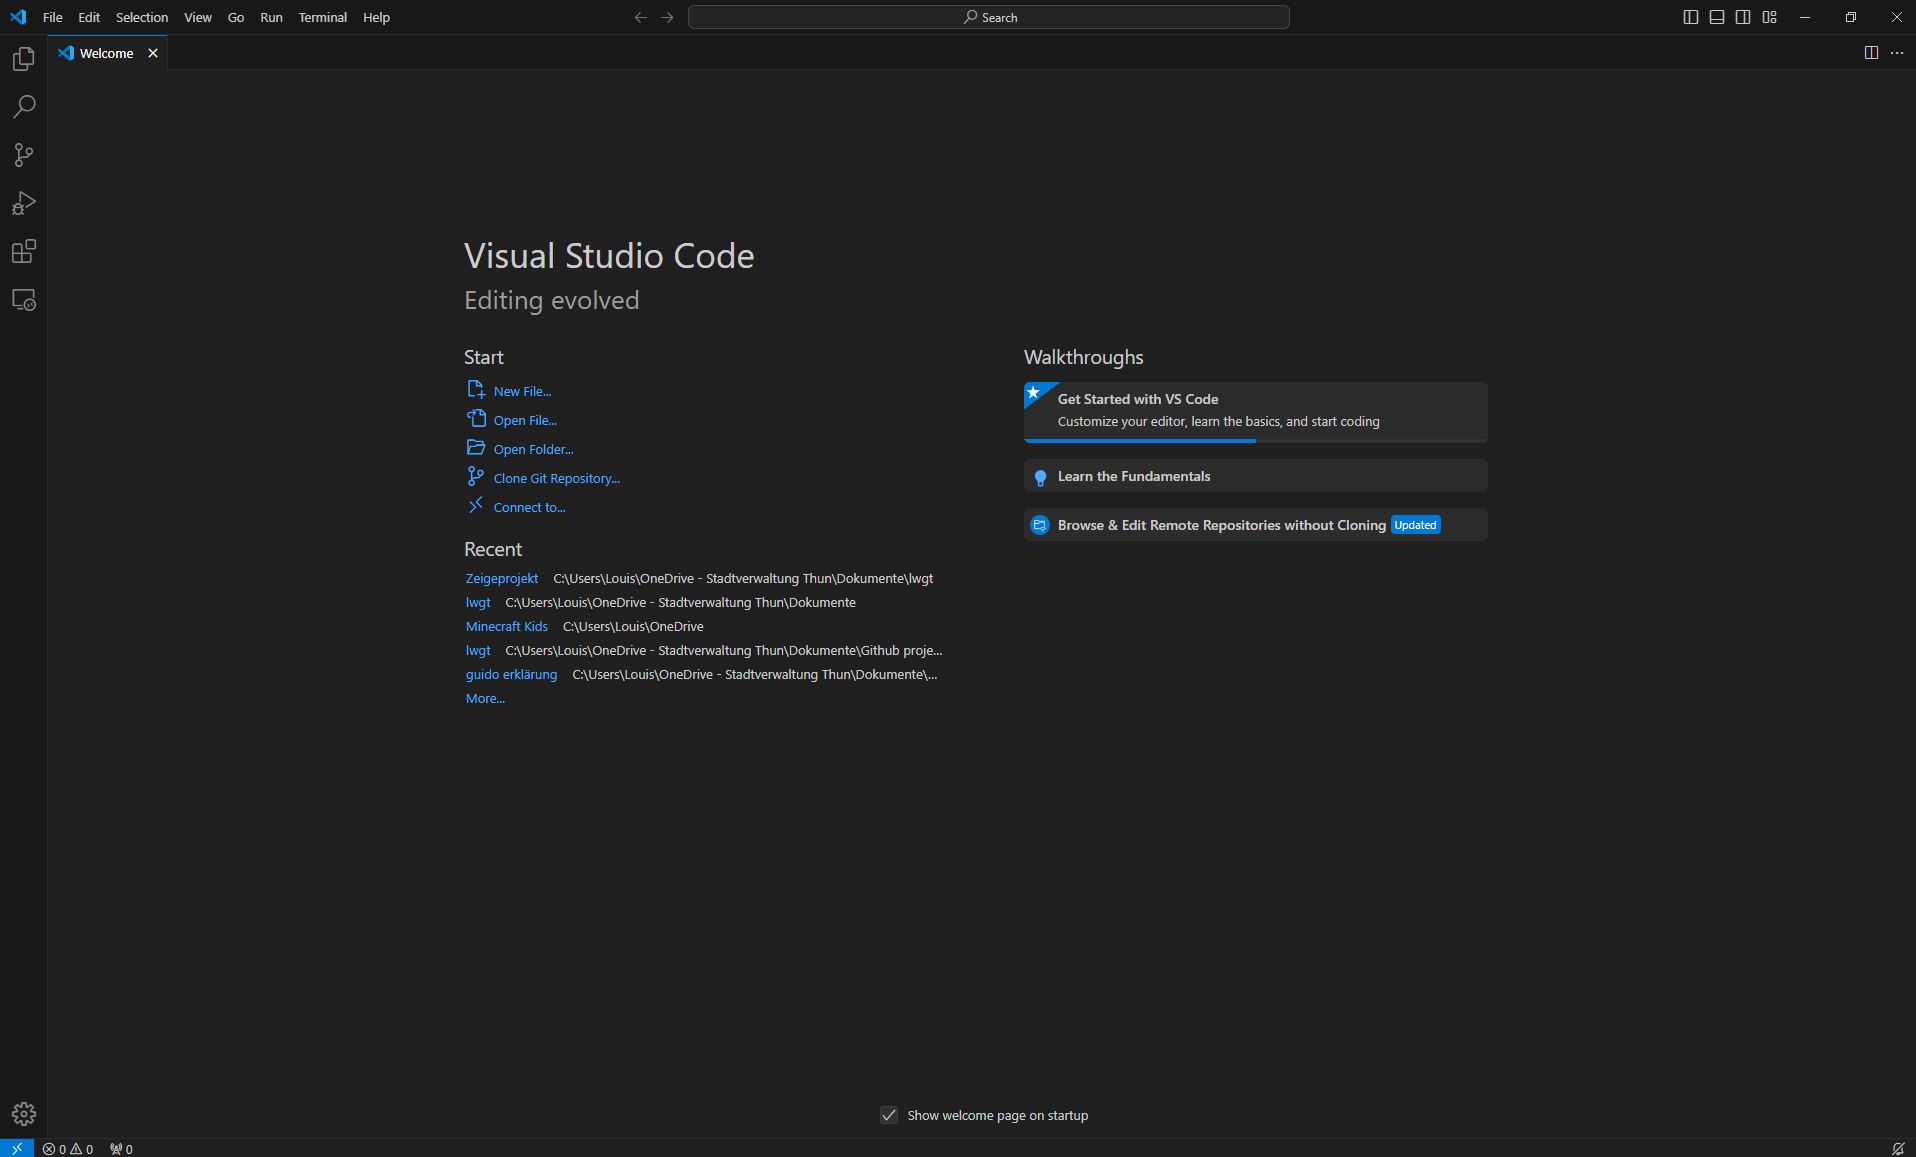 File Edit Selection View Go Run Terminal Help
Search
Welcome
Visual Studio Code
Editing evolved
Start
New File...
Open File...
Open Folder...
Clone Git Repository...
Connect to...
Recent
Zeigeprojekt C:\Users\Louis\OneDrive - Stadtverwaltung Thun\Dokumente\lwgt
lwgt C:\Users\Louis\OneDrive - Stadtverwaltung Thun\Dokumente
Minecraft Kids C:\Users\Louis\OneDrive
lwgt C:\Users\Louis\OneDrive - Stadtverwaltung Thun\Dokumente\Github proje...
guido erklärung C:\Users\Louis\OneDrive - Stadtverwaltung Thun\Dokumente\...
More...
Walkthroughs
Get Started with VS Code
Customize your editor, learn the basics, and start coding
Learn the Fundamentals
Browse & Edit Remote Repositories without Cloning Updated
Show welcome page on startup
0 0 0